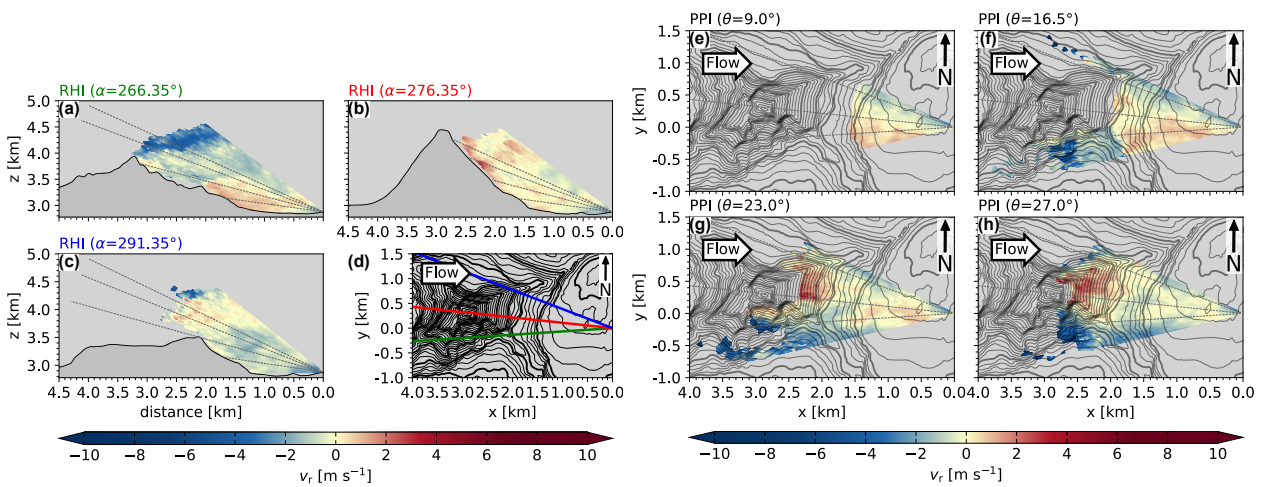 RHI (α=266.35°)
(a)
5.0
4.5
4.0
3.5
3.0
z [km]
RHI (α=276.35°)
(b)
4.5 4.0 3.5 3.0 2.5 2.0 1.5 1.0 0.5 0.0
RHI (α=291.35°)
(c)
5.0
4.5
4.0
3.5
3.0
z [km]
4.5 4.0 3.5 3.0 2.5 2.0 1.5 1.0 0.5 0.0
distance [km]
(d)
Flow
N
1.5
1.0
0.5
0.0
-0.5
-1.0
y [km]
4.0 3.5 3.0 2.5 2.0 1.5 1.0 0.5 0.0
x [km]
−10 −8 −6 −4 −2 0 2 4 6 8 10
vr [m s⁻¹]
PPI (θ=9.0°)
(e)
Flow
N
1.5
1.0
0.5
0.0
-0.5
-1.0
y [km]
PPI (θ=16.5°)
(f)
Flow
N
PPI (θ=23.0°)
(g)
Flow
N
1.5
1.0
0.5
0.0
-0.5
-1.0
y [km]
4.0 3.5 3.0 2.5 2.0 1.5 1.0 0.5 0.0
x [km]
PPI (θ=27.0°)
(h)
Flow
N
4.0 3.5 3.0 2.5 2.0 1.5 1.0 0.5 0.0
x [km]
−10 −8 −6 −4 −2 0 2 4 6 8 10
vr [m s⁻¹]